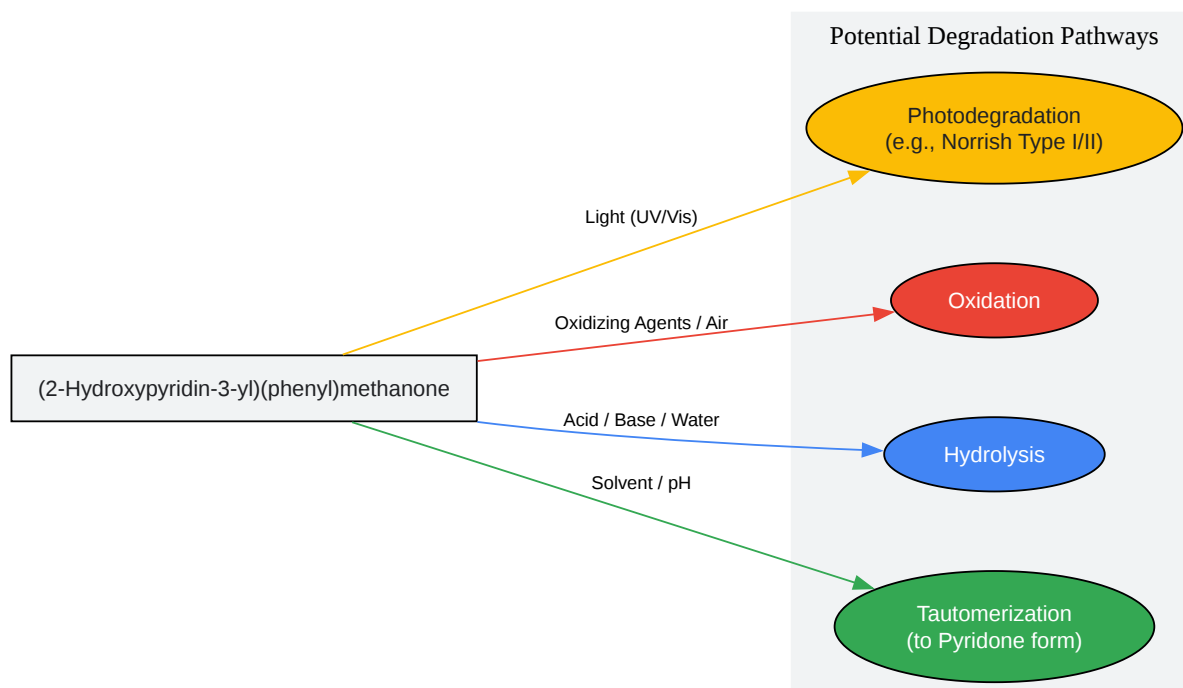 Potential Degradation Pathways
Photodegradation
(e.g., Norrish Type I/II)
Light (UV/Vis)
Oxidation
Oxidizing Agents / Air
(2-Hydroxypyridin-3-yl)(phenyl)methanone
Acid / Base / Water
Hydrolysis
Solvent / pH
Tautomerization
(to Pyridone form)